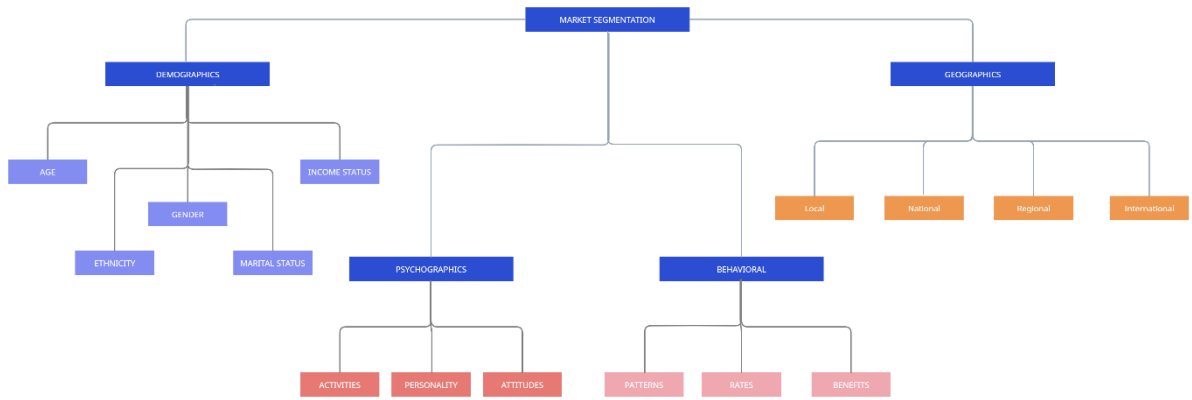 MARKET SEGMENTATION
DEMOGRAPHICS
GEOGRAPHICS
AGE
INCOME STATUS
GENDER
ETHNICITY
MARITAL STATUS
Local
National
Regional
International
PSYCHOGRAPHICS
BEHAVIORAL
ACTIVITIES
PERSONALITY
ATTITUDES
PATTERNS
RATES
BENEFITS